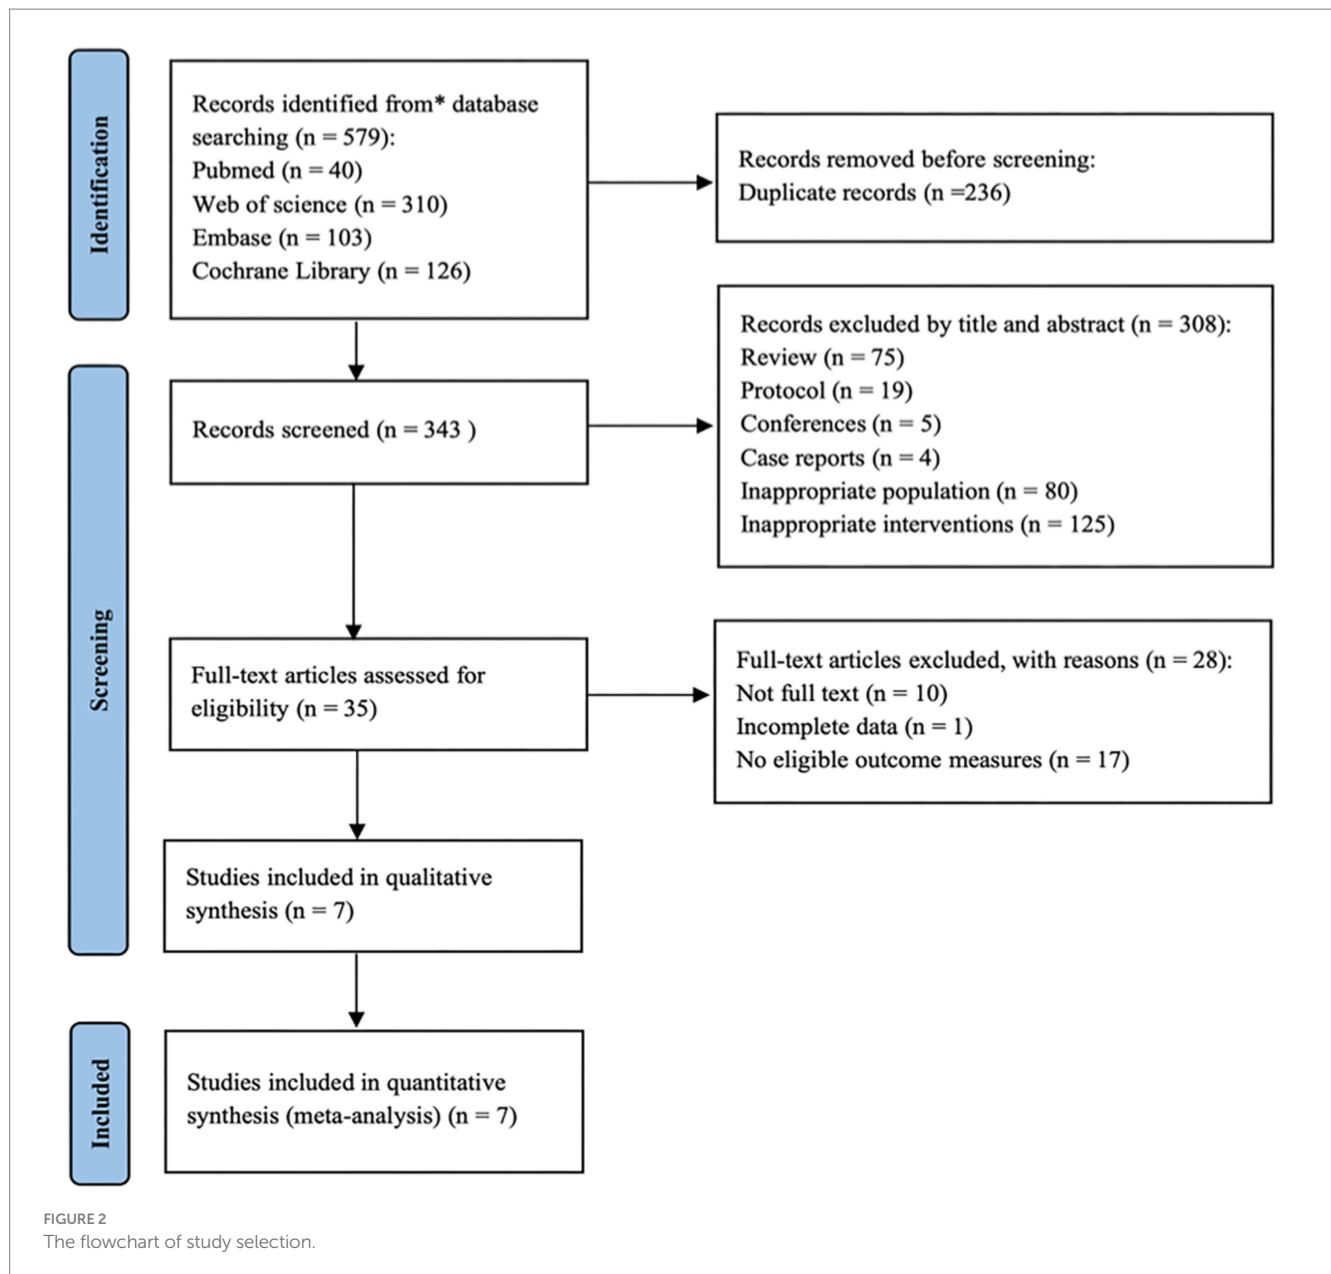 Identification
Records identified from* database
searching (n = 579):
Pubmed (n = 40)
Web of science (n = 310)
Embase (n = 103)
Cochrane Library (n = 126)
Records removed before screening:
Duplicate records (n =236)
Screening
Records screened (n = 343 )
Records excluded by title and abstract (n = 308):
Review (n = 75)
Protocol (n = 19)
Conferences (n = 5)
Case reports (n = 4)
Inappropriate population (n = 80)
Inappropriate interventions (n = 125)
Full-text articles assessed for
eligibility (n = 35)
Full-text articles excluded, with reasons (n = 28):
Not full text (n = 10)
Incomplete data (n = 1)
No eligible outcome measures (n = 17)
Studies included in qualitative
synthesis (n = 7)
Included
Studies included in quantitative
synthesis (meta-analysis) (n = 7)
FIGURE 2
The flowchart of study selection.